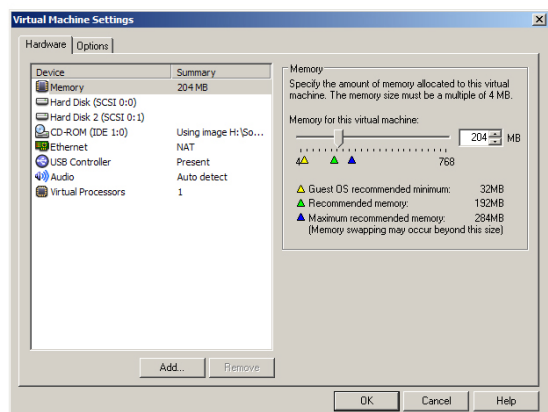 Virtual Machine Settings
Hardware
Options
Device Summary
Memory 204 MB
Hard Disk (SCSI 0:0)
Hard Disk 2 (SCSI 0:1)
CD-ROM (IDE 1:0) Using image H:\So...
Ethernet NAT
USB Controller Present
Audio Auto detect
Virtual Processors 1
Add...
Remove
Memory
Specify the amount of memory allocated to this virtual
machine. The memory size must be a multiple of 4 MB.
Memory for this virtual machine:
204 MB
4 768
Guest OS recommended minimum: 32MB
Recommended memory: 192MB
Maximum recommended memory: 284MB
(Memory swapping may occur beyond this size)
OK
Cancel
Help